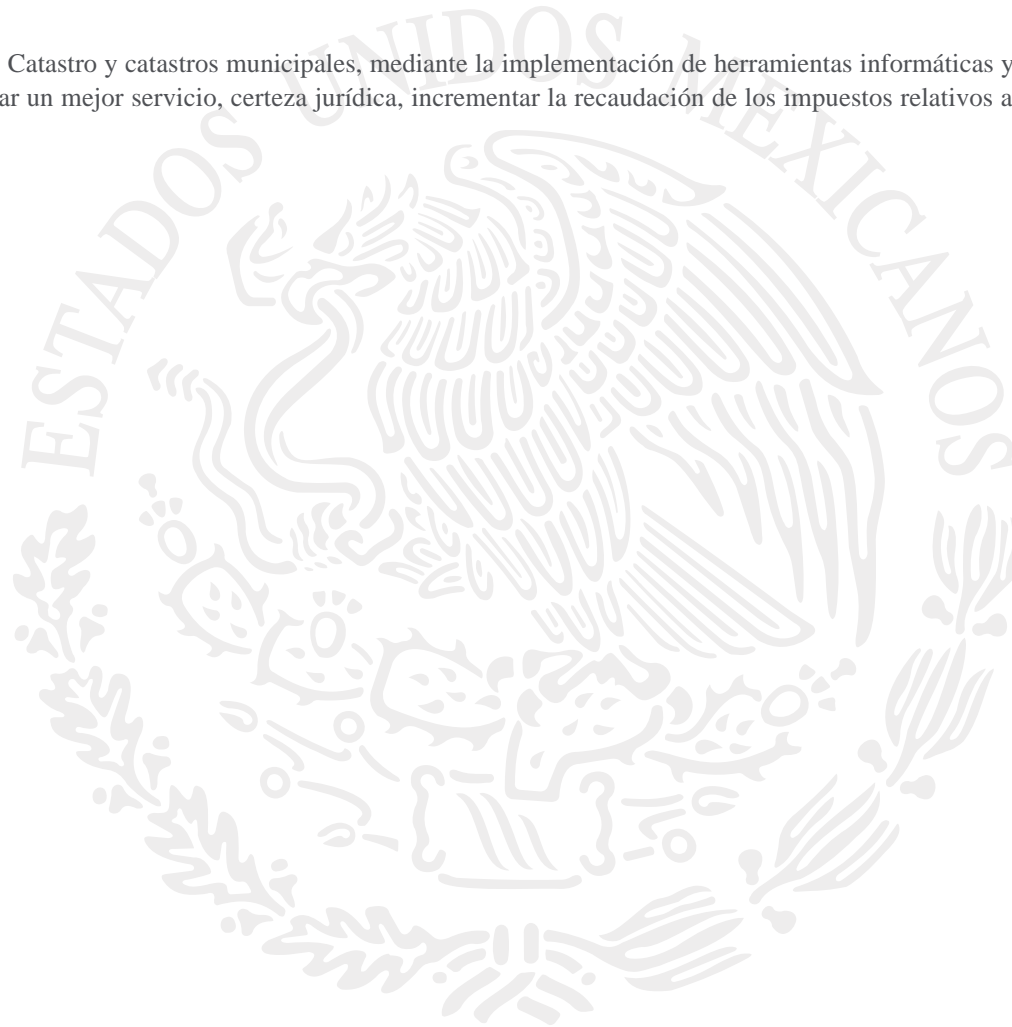 Catastro y catastros municipales, mediante la implementación de herramientas informáticas y
ar un mejor servicio, certeza jurídica, incrementar la recaudación de los impuestos relativos a
ESTADOS UNIDOS MEXICANOS